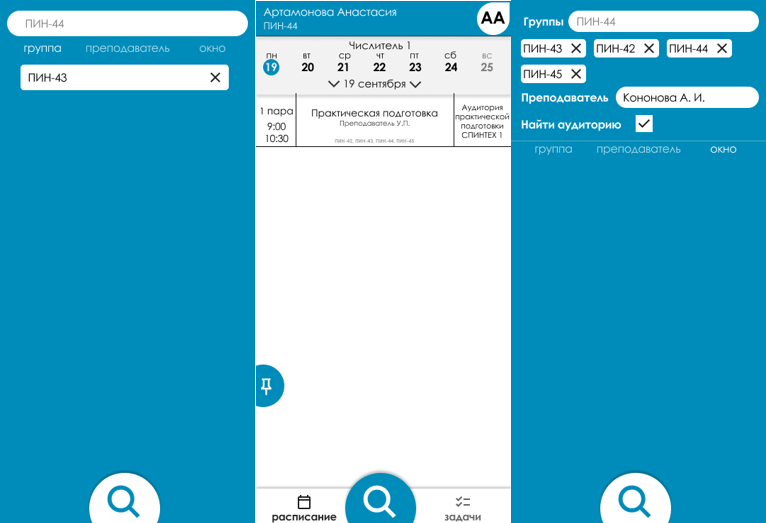 ПИН-44
группа преподаватель окно
ПИН-43
Артамонова Анастасия
ПИН-44
АА
Числитель 1
пн вт ср чт пт сб вс
19 20 21 22 23 24 25
19 сентября
1 пара
9:00
10:30
Практическая подготовка
Преподаватель У.П.
ПИН-42, ПИН-43, ПИН-44, ПИН-45
Аудитория
практической
подготовки
СПИНТЕХ 1
расписание задачи
Группы ПИН-44
ПИН-43 ПИН-42 ПИН-44
ПИН-45
Преподаватель Кононова А. И.
Найти аудиторию
группа преподаватель окно